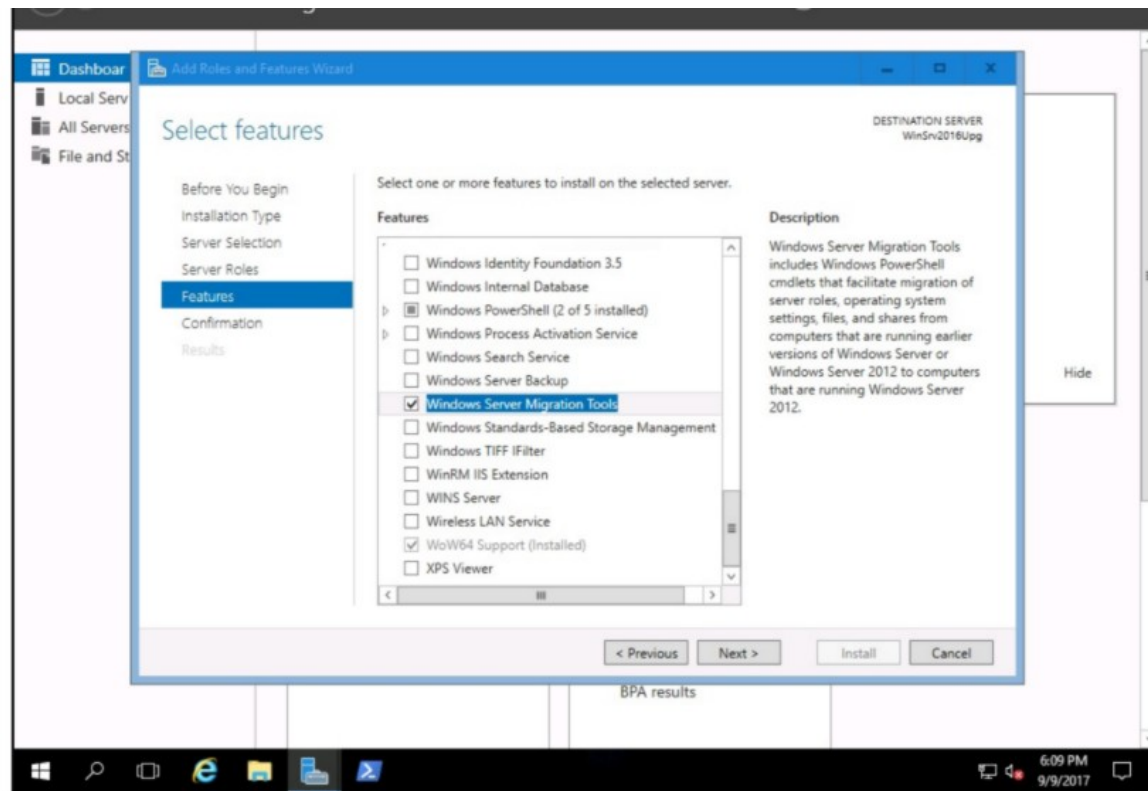 Dashboar
Local Serv
All Servers
File and St
Add Roles and Features Wizard
Select features
DESTINATION SERVER
WinSrv2016Upg
Before You Begin
Installation Type
Server Selection
Server Roles
Features
Confirmation
Results
Select one or more features to install on the selected server.
Features
Windows Identity Foundation 3.5
Windows Internal Database
Windows PowerShell (2 of 5 installed)
Windows Process Activation Service
Windows Search Service
Windows Server Backup
Windows Server Migration Tools
Windows Standards-Based Storage Management
Windows TIFF IFilter
WinRM IIS Extension
WINS Server
Wireless LAN Service
WoW64 Support (Installed)
XPS Viewer
Description
Windows Server Migration Tools
includes Windows PowerShell
cmdlets that facilitate migration of
server roles, operating system
settings, files, and shares from
computers that are running earlier
versions of Windows Server or
Windows Server 2012 to computers
that are running Windows Server
2012.
Hide
< Previous
Next >
Install
Cancel
BPA results
6:09 PM
9/9/2017